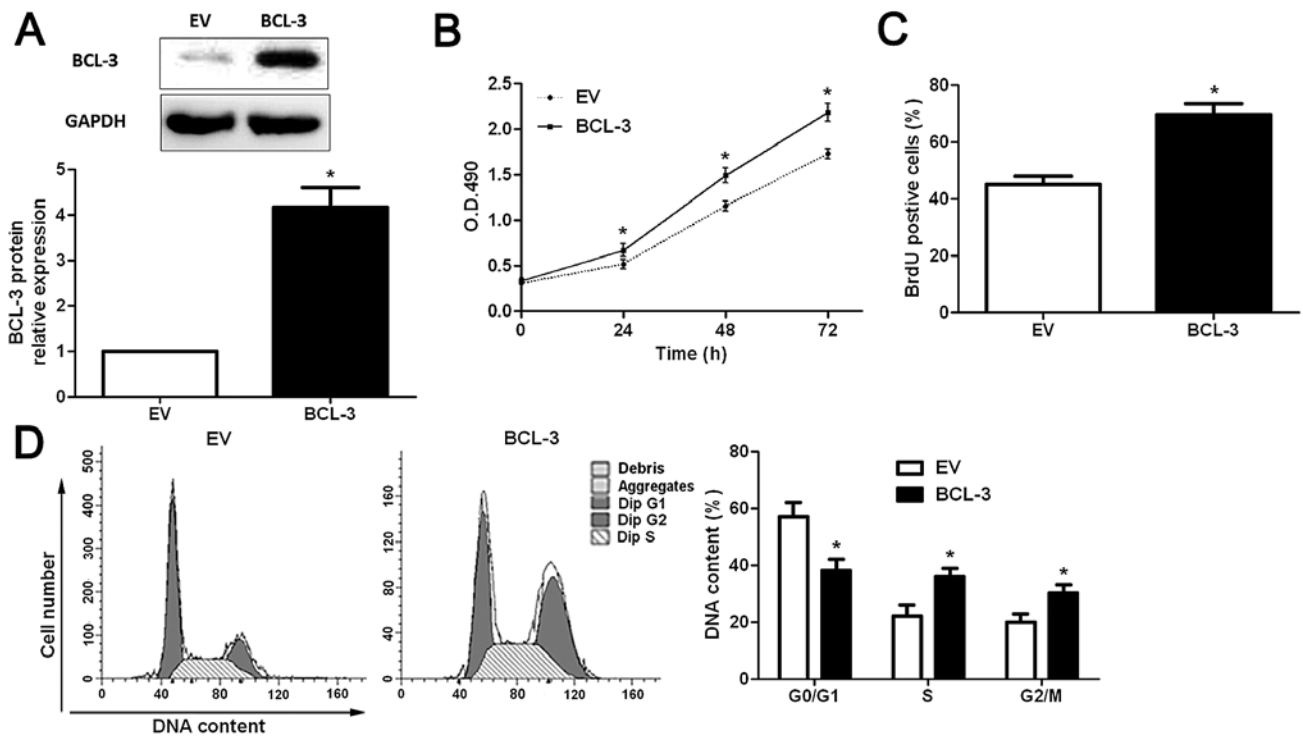 A
EV BCL-3
BCL-3
GAPDH
BCL-3 protein
relative expression
5
4
3
2
1
0
*
EV BCL-3
B
EV
BCL-3
O.D.490
2.5
2.0
1.5
1.0
0.5
0.0
* * *
0 24 48 72
Time (h)
C
BrdU postive cells (%)
80
60
40
20
0
*
EV BCL-3
D
EV
Cell number
500
400
300
200
100
0
0 40 80 120 160
DNA content
BCL-3
160
120
80
40
0
0 40 80 120 160
Debris
Aggregates
Dip G1
Dip G2
Dip S
EV
BCL-3
DNA content (%)
80
60
40
20
0
* * *
G0/G1 S G2/M